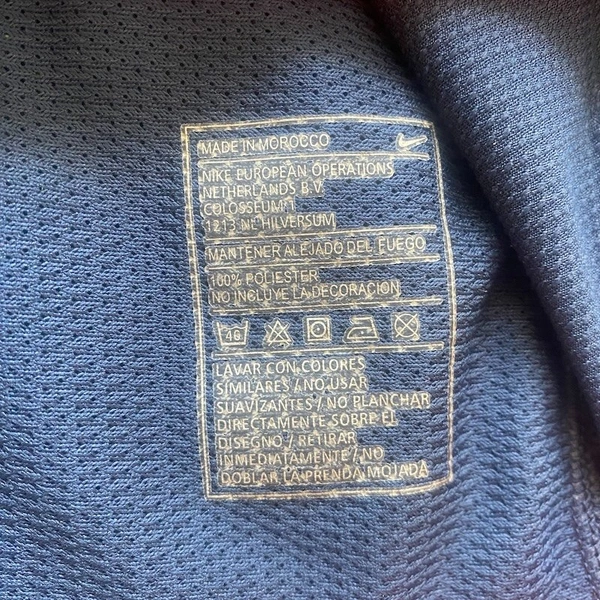 MADE IN MOROCCO
NIKE EUROPEAN OPERATIONS
NETHERLANDS B.V
COLOSSEUM 1
1213 NL HILVERSUM
MANTENER ALEJADO DEL FUEGO
100% POLIESTER
NO INCLUYE LA DECORACION
40
LAVAR CON COLORES
SIMILARES / NO USAR
SUAVIZANTES / NO PLANCHAR
DIRECTAMENTE SOBRE EL
DISEGNO / RETIRAR
INMEDIATAMENTE / NO
DOBLAR LA PRENDA MOJADA